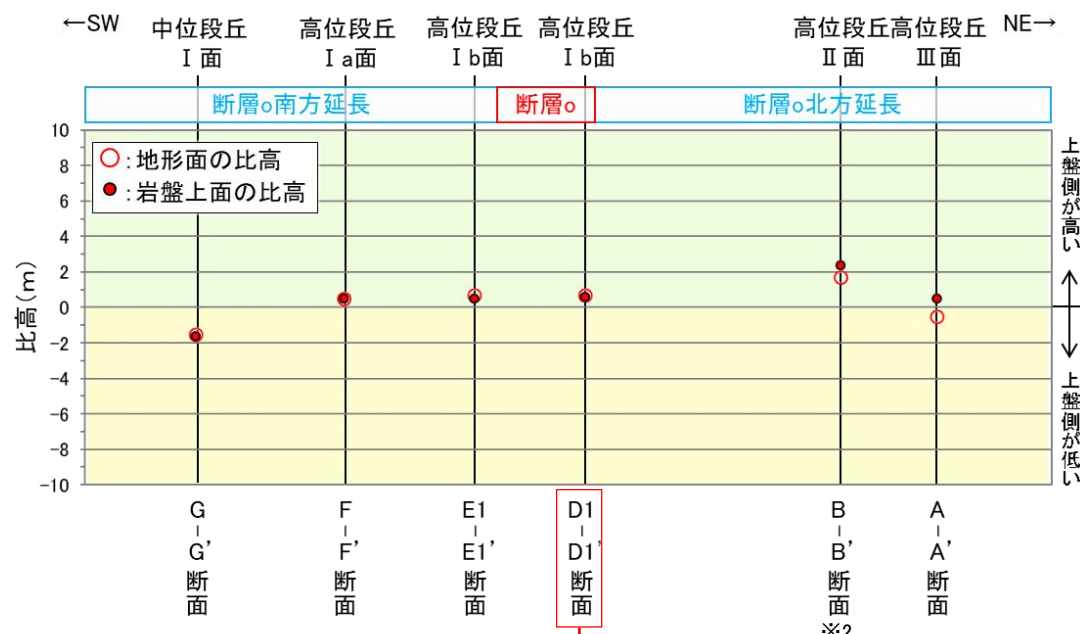 ←SW
中位段丘
Ⅰ面
高位段丘
Ⅰa面
高位段丘
Ⅰb面
高位段丘
Ⅰb面
高位段丘
Ⅱ面
高位段丘
Ⅲ面
NE→
断層o南方延長
断層o
断層o北方延長
○:地形面の比高
●:岩盤上面の比高
比高(m)
10
8
6
4
2
0
-2
-4
-6
-8
-10
上盤側が高い
上盤側が低い
G-G’断面
F-F’断面
E1-E1’断面
D1-D1’断面
B-B’断面
※2
A-A’断面